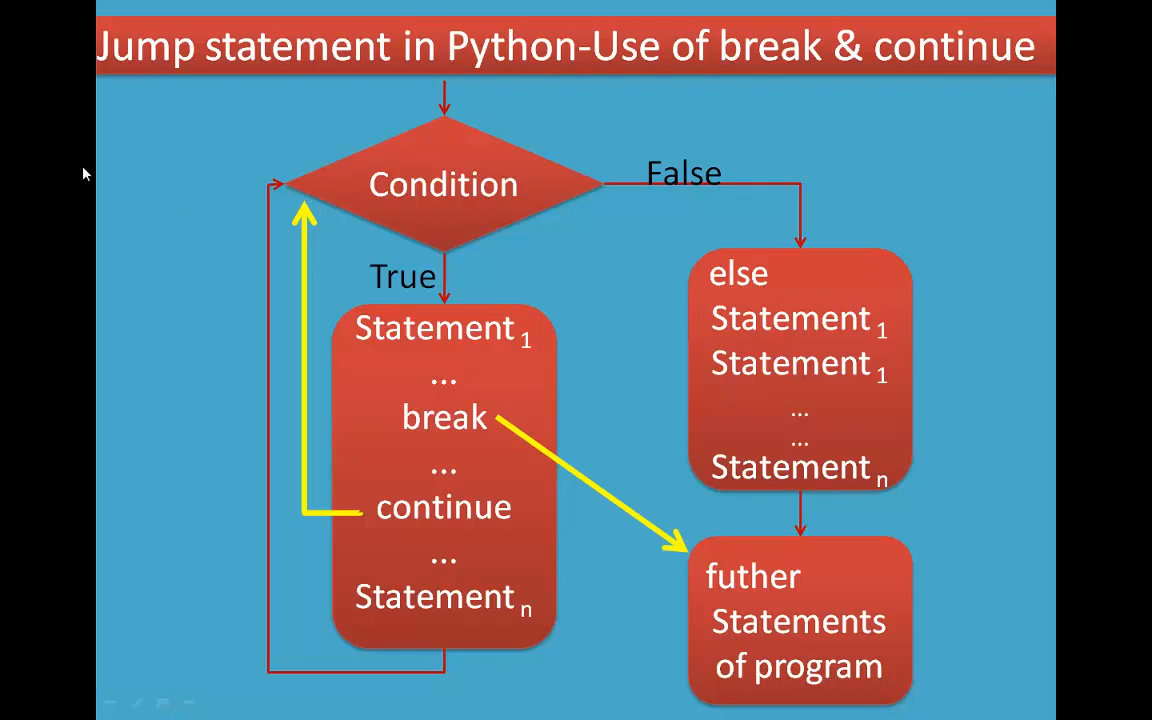 Jump statement in Python-Use of break & continue
Condition
False
True
Statement 1
...
break
...
continue
...
Statement n
else
Statement 1
Statement 1
...
...
Statement n
futher
Statements
of program